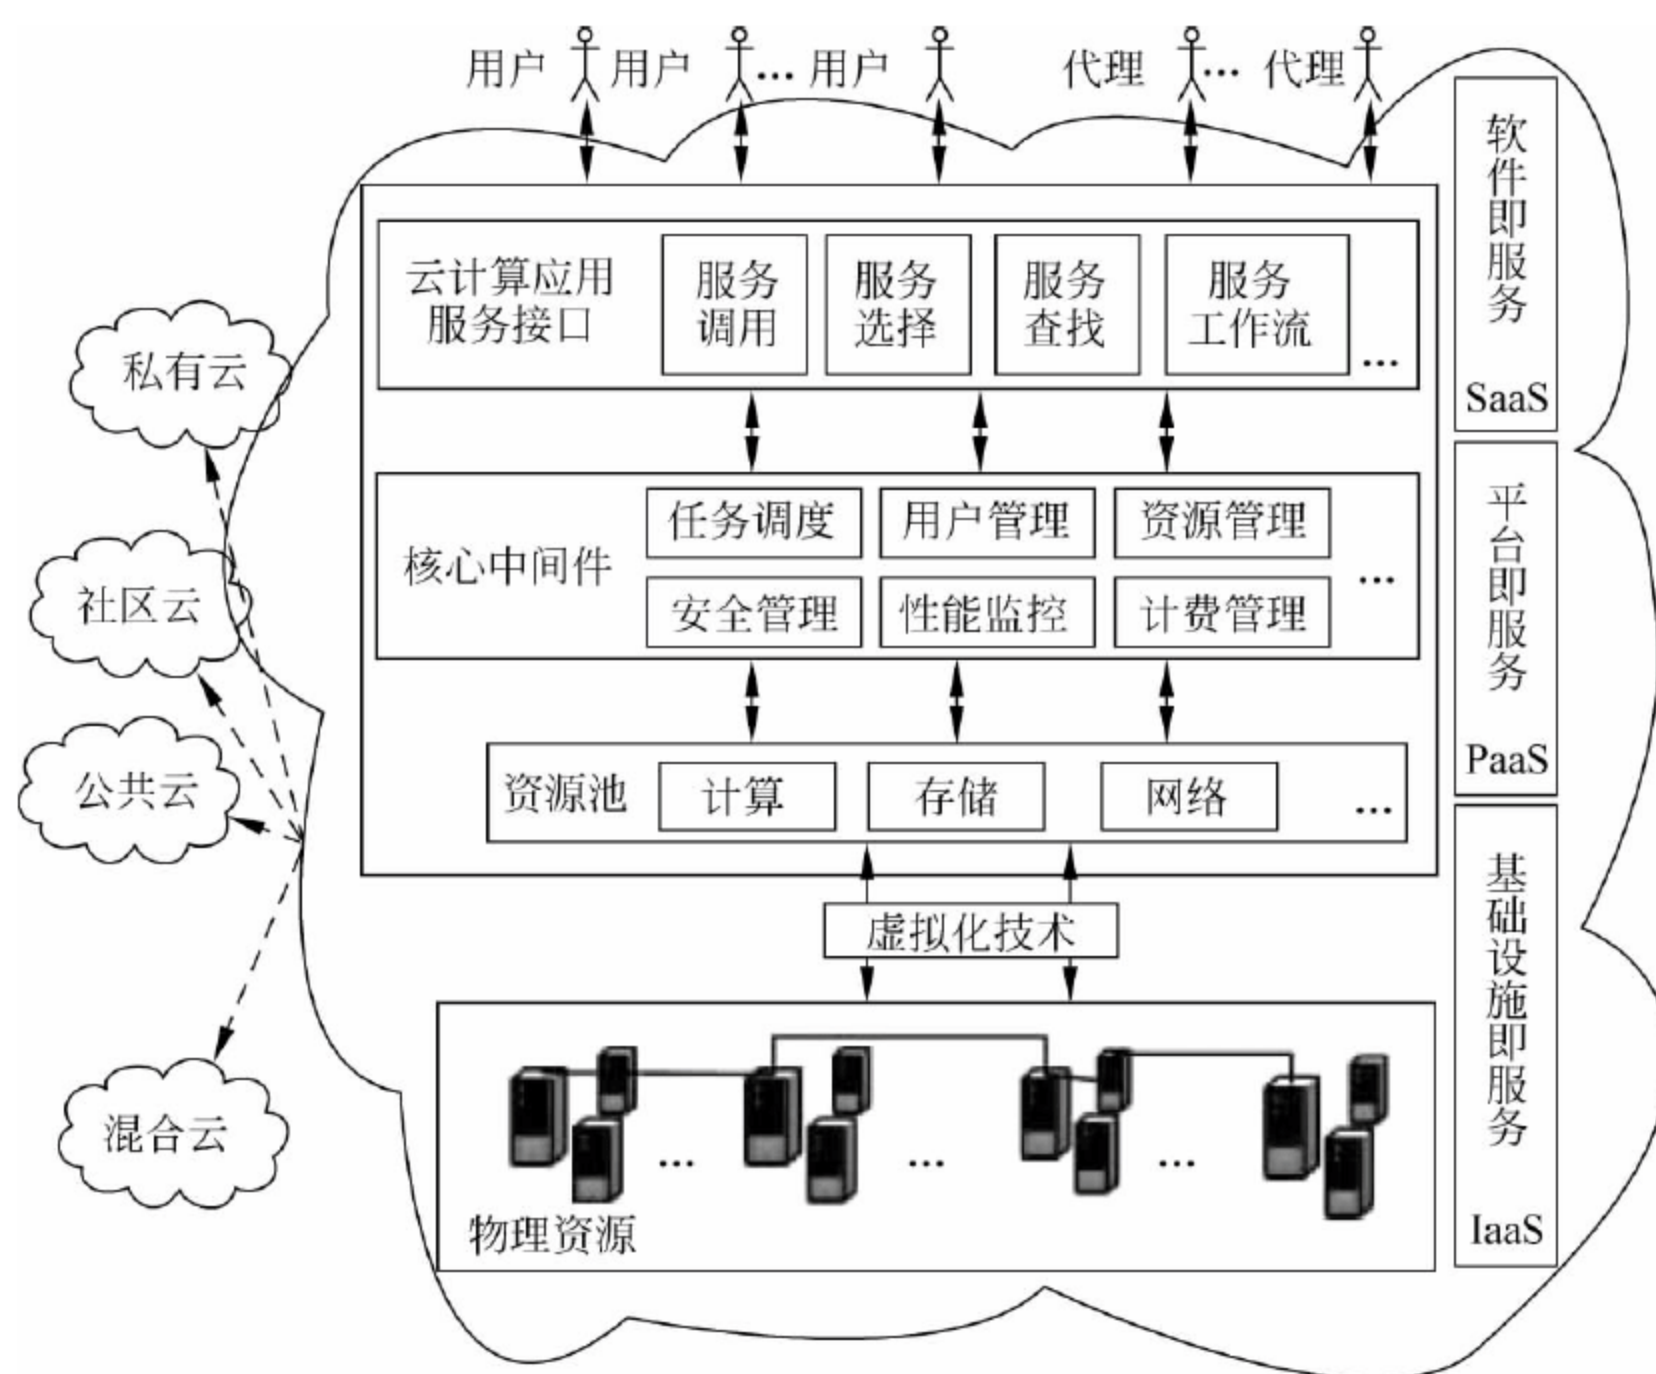 用户 用户 … 用户 代理 … 代理
云计算应用
服务接口
服务
调用
服务
选择
服务
查找
服务
工作流
…
核心中间件
任务调度 用户管理 资源管理
安全管理 性能监控 计费管理
…
资源池 计算 存储 网络 …
虚拟化技术
… … …
物理资源
软件即服务
SaaS
平台即服务
PaaS
基础设施即服务
IaaS
私有云
社区云
公共云
混合云